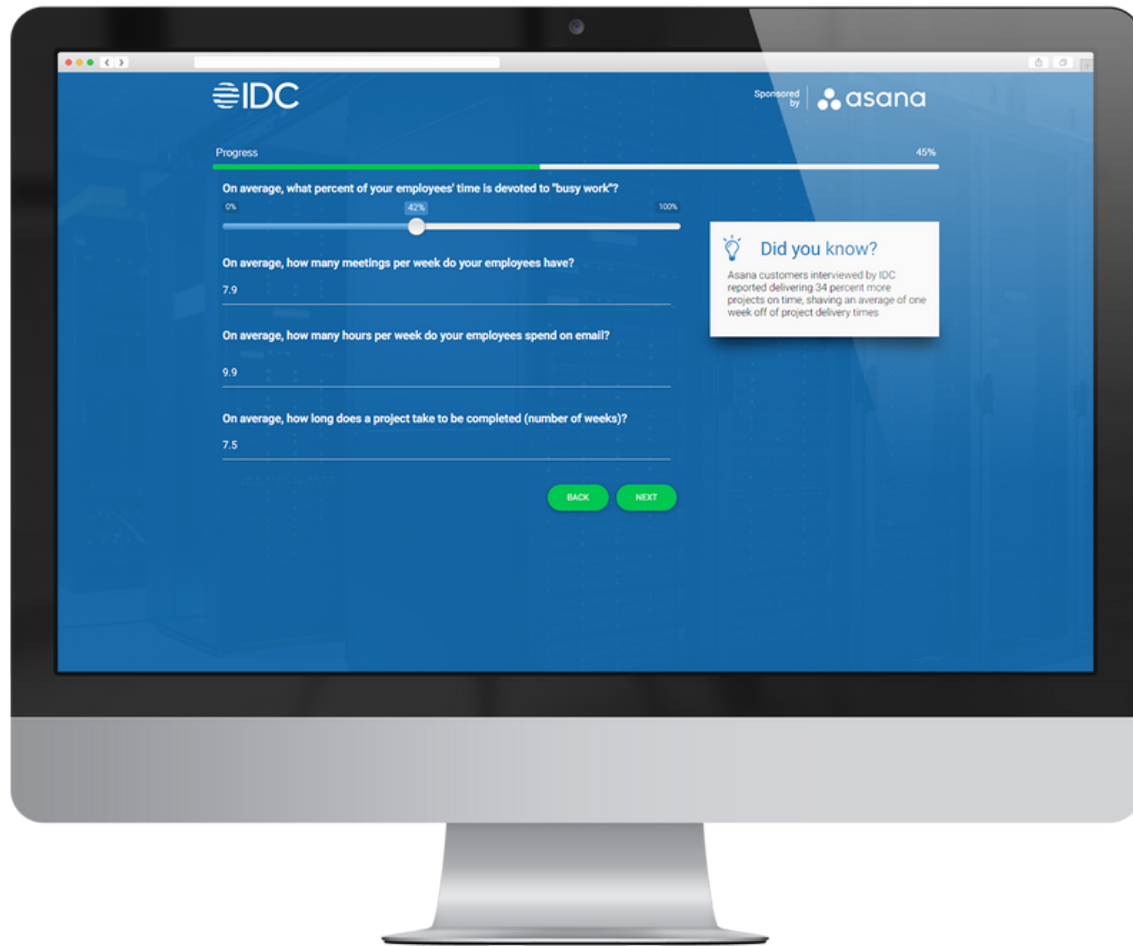 IDC
Sponsored
by
asana
Progress
45%
On average, what percent of your employees' time is devoted to "busy work"?
0%
42%
100%
On average, how many meetings per week do your employees have?
7.9
On average, how many hours per week do your employees spend on email?
9.9
On average, how long does a project take to be completed (number of weeks)?
7.5
BACK
NEXT
Did you know?
Asana customers interviewed by IDC
reported delivering 34 percent more
projects on time, shaving an average of one
week off of project delivery times